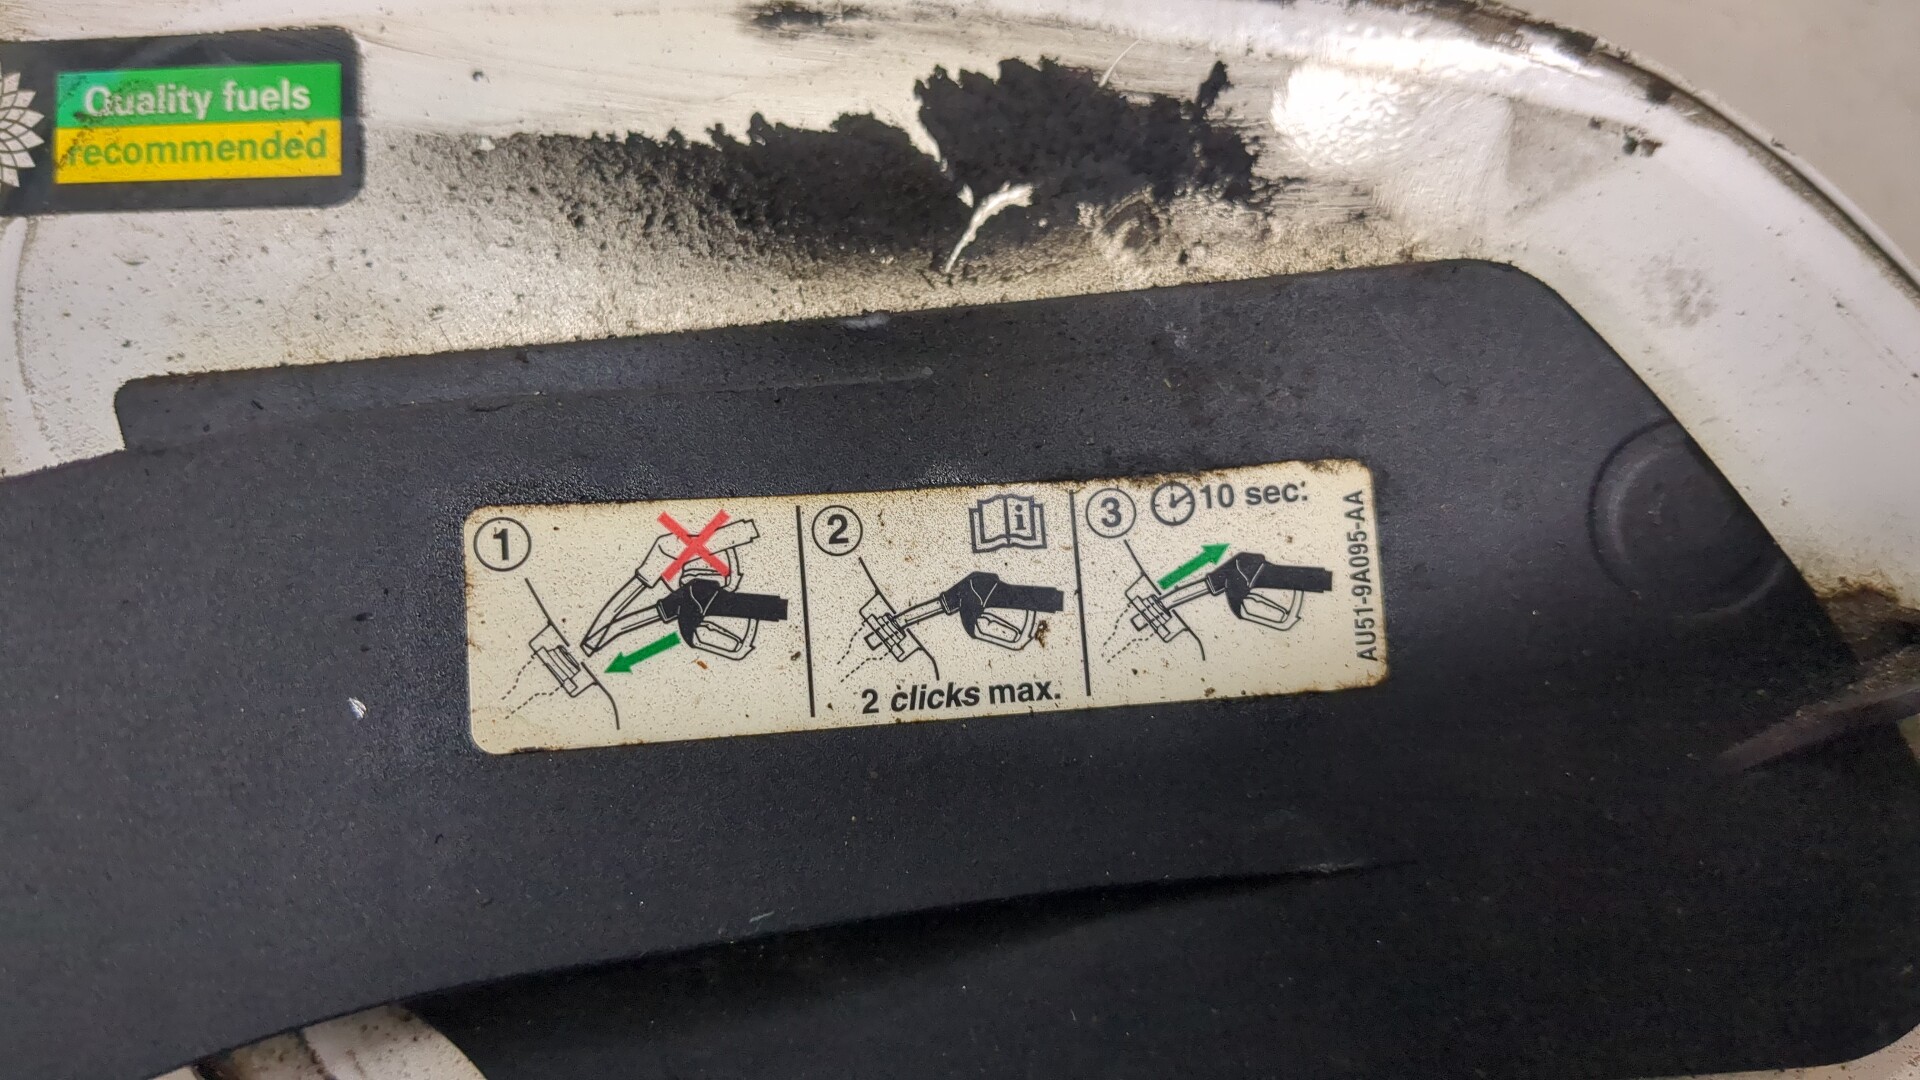 Quality fuels
recommended
1
2
i
3
10 sec.
2 clicks max.
AU51-9A095-AA